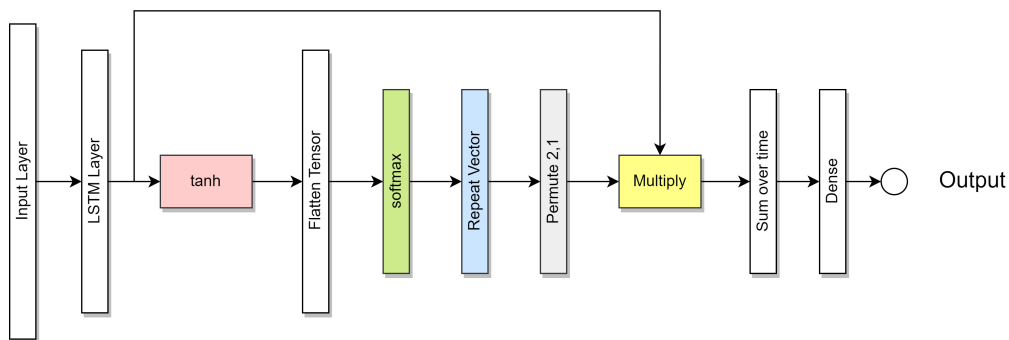 Input Layer
LSTM Layer
tanh
Flatten Tensor
softmax
Repeat Vector
Permute 2,1
Multiply
Sum over time
Dense
Output